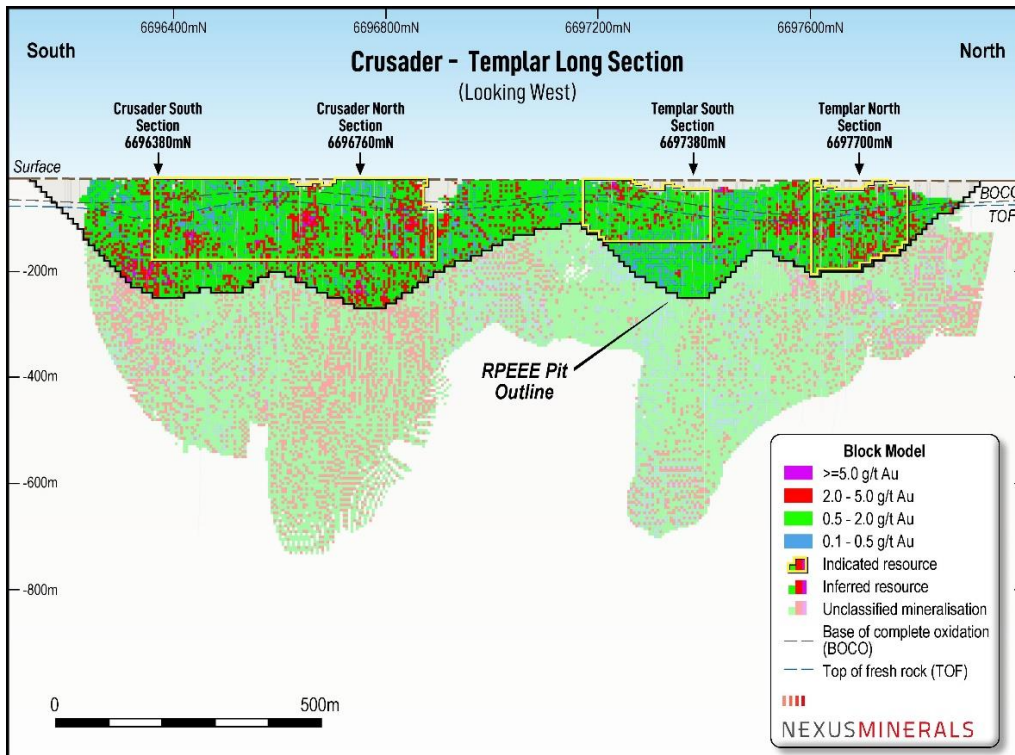 6696400mN
6696800mN
6697200mN
6697600mN
South
North
Crusader - Templar Long Section
(Looking West)
Crusader South
Section
6696380mN
Crusader North
Section
6696760mN
Templar South
Section
6697380mN
Templar North
Section
6697700mN
Surface
BOCO
TOF
-200m
-400m
-600m
-800m
RPEEE Pit
Outline
Block Model
>=5.0 g/t Au
2.0 - 5.0 g/t Au
0.5 - 2.0 g/t Au
0.1 - 0.5 g/t Au
Indicated resource
Inferred resource
Unclassified mineralisation
Base of complete oxidation
(BOCO)
Top of fresh rock (TOF)
NEXUSMINERALS
0
500m